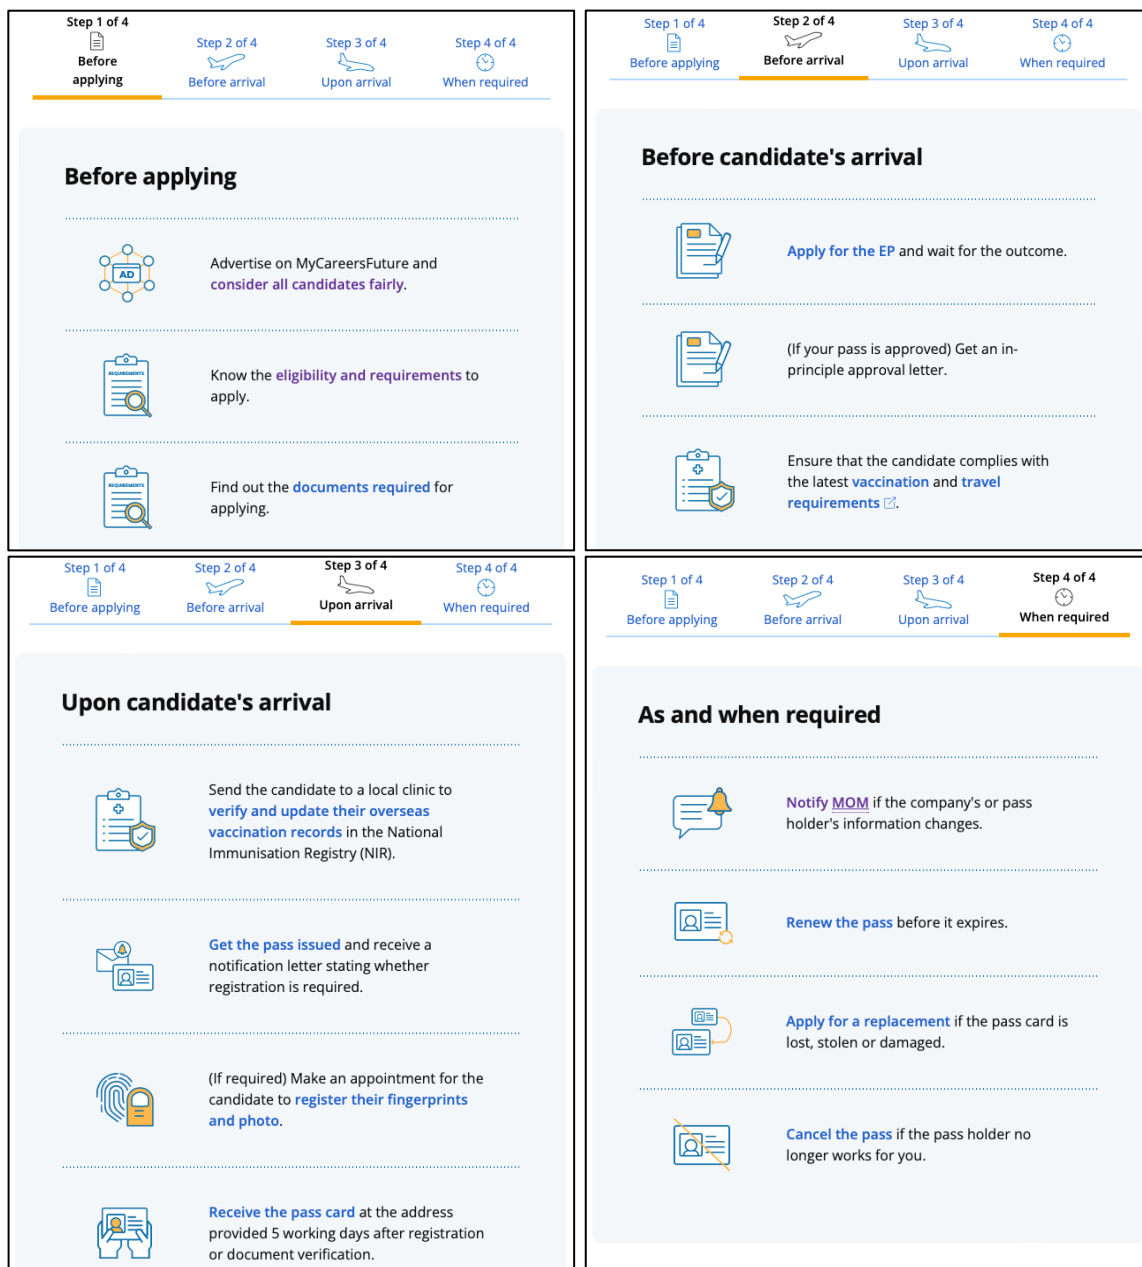 Step 1 of 4
Before
applying
Step 2 of 4
Before arrival
Step 3 of 4
Upon arrival
Step 4 of 4
When required
Before applying
AD
Advertise on MyCareersFuture and
consider all candidates fairly.
REQUIREMENTS
Know the eligibility and requirements to
apply.
REQUIREMENTS
Find out the documents required for
applying.
Step 1 of 4
Before applying
Step 2 of 4
Before arrival
Step 3 of 4
Upon arrival
Step 4 of 4
When required
Before candidate's arrival
Apply for the EP and wait for the outcome.
(If your pass is approved) Get an in-
principle approval letter.
Ensure that the candidate complies with
the latest vaccination and travel
requirements.
Step 1 of 4
Before applying
Step 2 of 4
Before arrival
Step 3 of 4
Upon arrival
Step 4 of 4
When required
Upon candidate's arrival
Send the candidate to a local clinic to
verify and update their overseas
vaccination records in the National
Immunisation Registry (NIR).
Get the pass issued and receive a
notification letter stating whether
registration is required.
(If required) Make an appointment for the
candidate to register their fingerprints
and photo.
Receive the pass card at the address
provided 5 working days after registration
or document verification.
Step 1 of 4
Before applying
Step 2 of 4
Before arrival
Step 3 of 4
Upon arrival
Step 4 of 4
When required
As and when required
Notify MOM if the company's or pass
holder's information changes.
Renew the pass before it expires.
Apply for a replacement if the pass card is
lost, stolen or damaged.
Cancel the pass if the pass holder no
longer works for you.